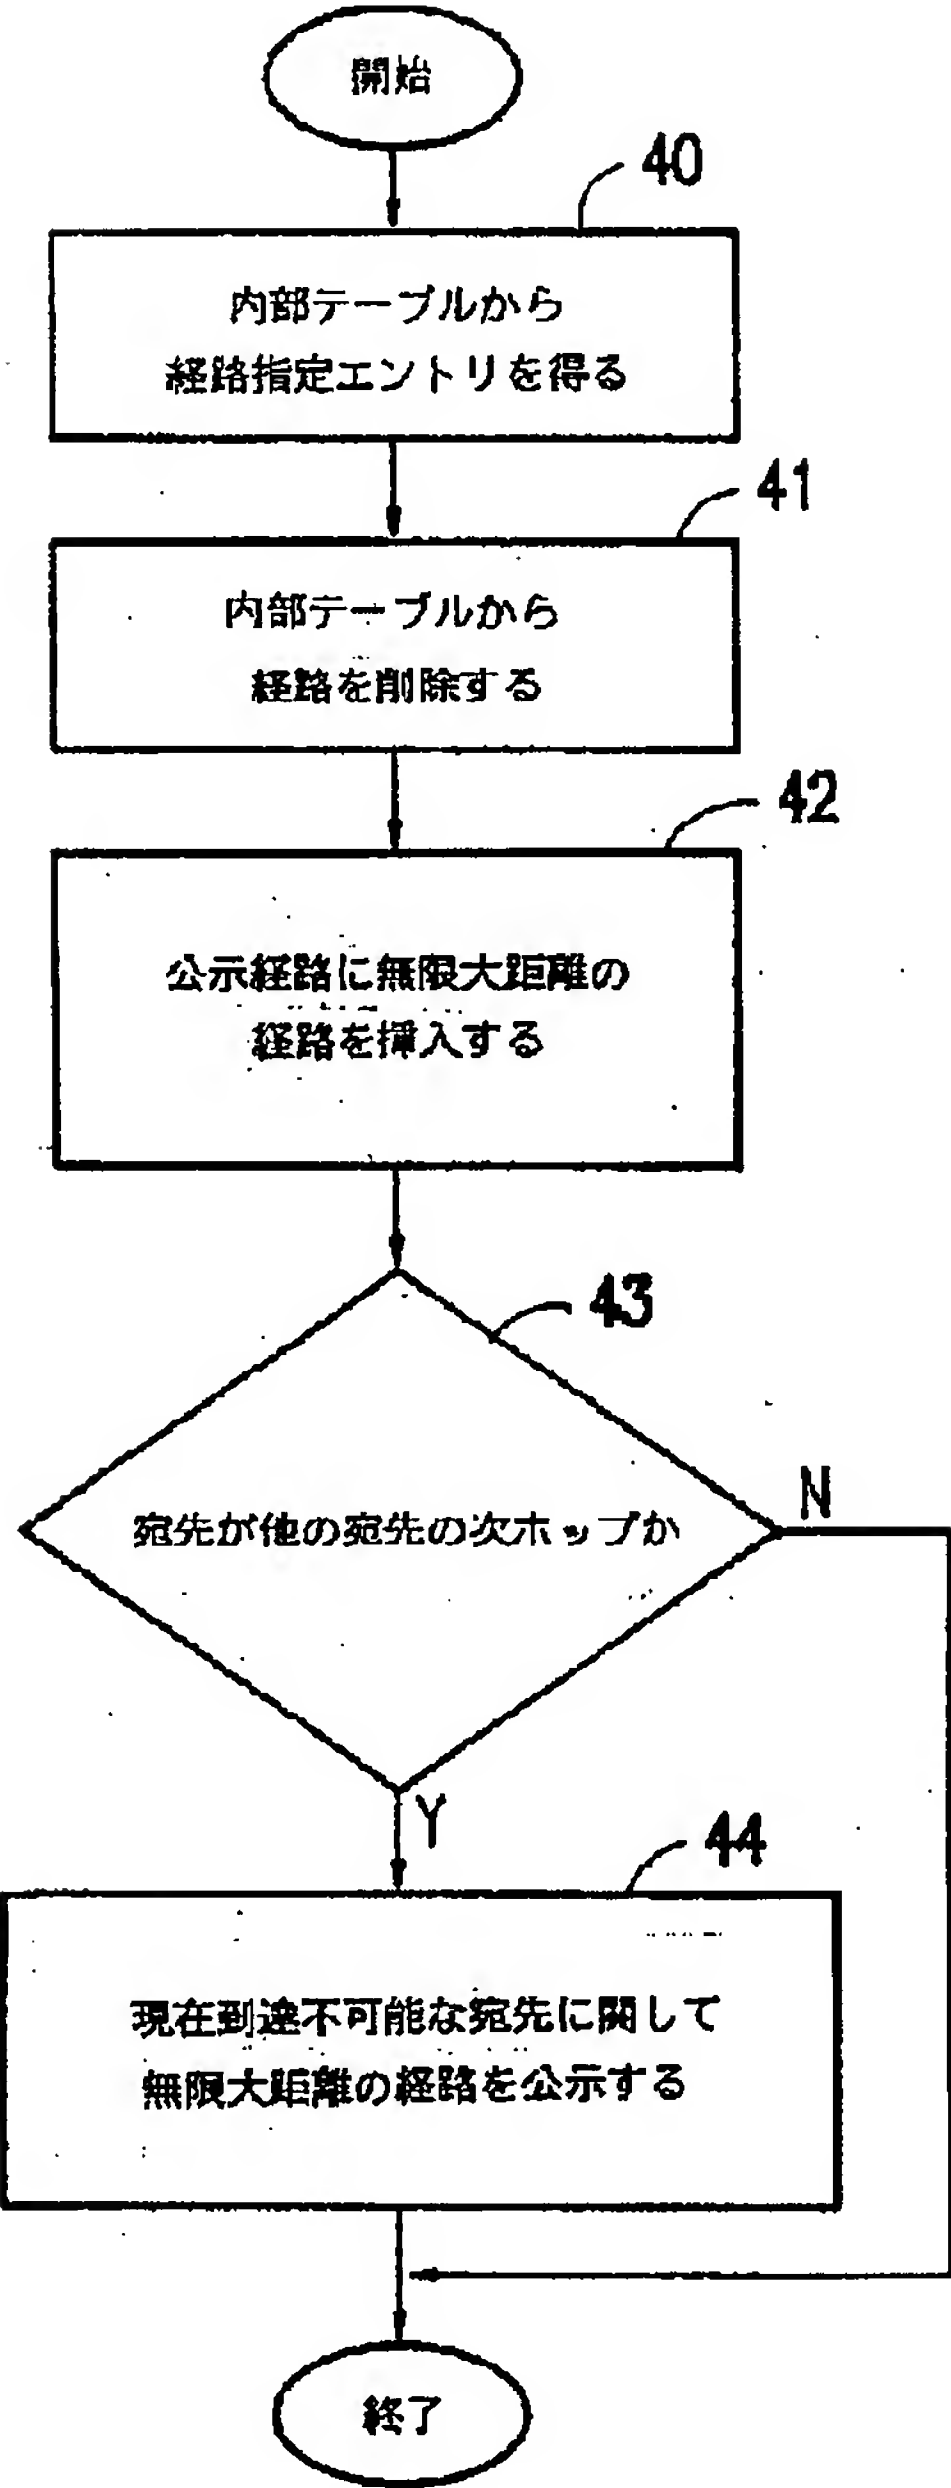 開始
40
内部テーブルから
経路指定エントリを得る
41
内部テーブルから
経路を削除する
42
公示経路に無限大距離の
経路を挿入する
43
宛先が他の宛先の次ホップか
N
Y
44
現在到達不可能な宛先に関して
無限大距離の経路を公示する
終了